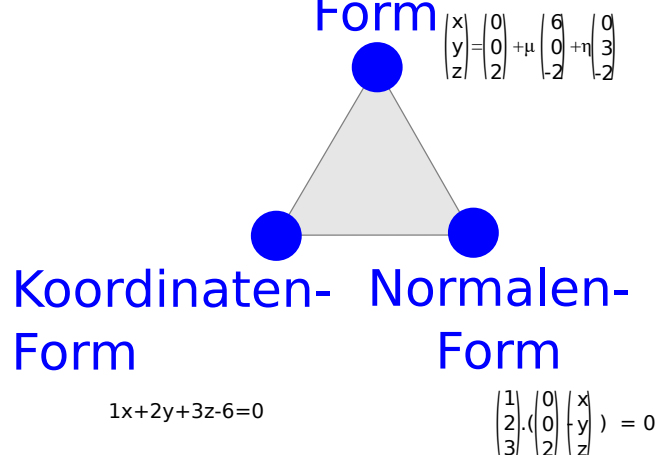 Form
(x y z) = (0 0 2) +μ (6 0 -2) +η (0 3 -2)
Koordinaten-
Form
Normalen-
Form
1x+2y+3z-6=0
(1 2 3) .( (0 0 2) - (x y z) ) = 0